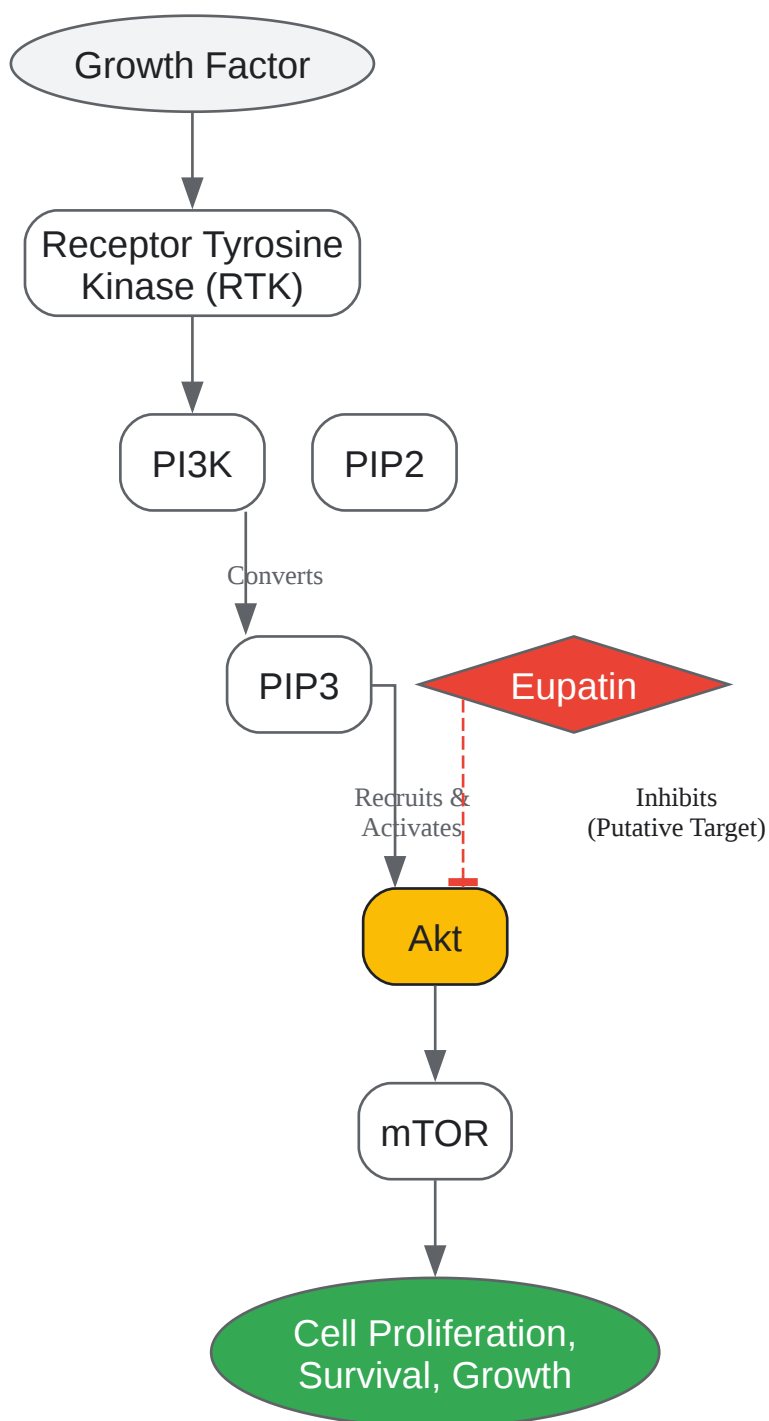 Growth Factor
Receptor Tyrosine
Kinase (RTK)
PI3K
PIP2
Converts
PIP3
Eupatin
Recruits &
Activates
Inhibits
(Putative Target)
Akt
mTOR
Cell Proliferation,
Survival, Growth